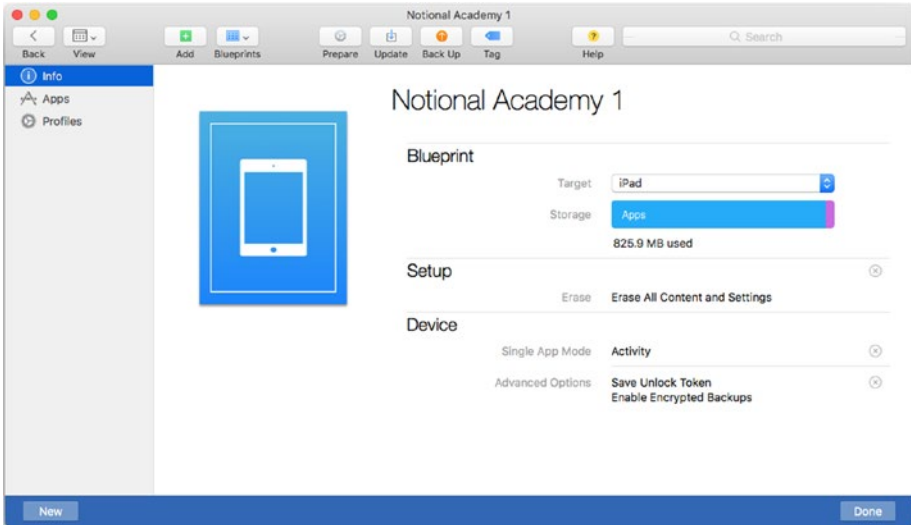 Notional Academy 1
Back View Add Blueprints Prepare Update Back Up Tag Help Search
Info
Apps
Profiles
Notional Academy 1
Blueprint
Target iPad
Storage Apps
825.9 MB used
Setup
Erase Erase All Content and Settings
Device
Single App Mode Activity
Advanced Options Save Unlock Token
Enable Encrypted Backups
New Done